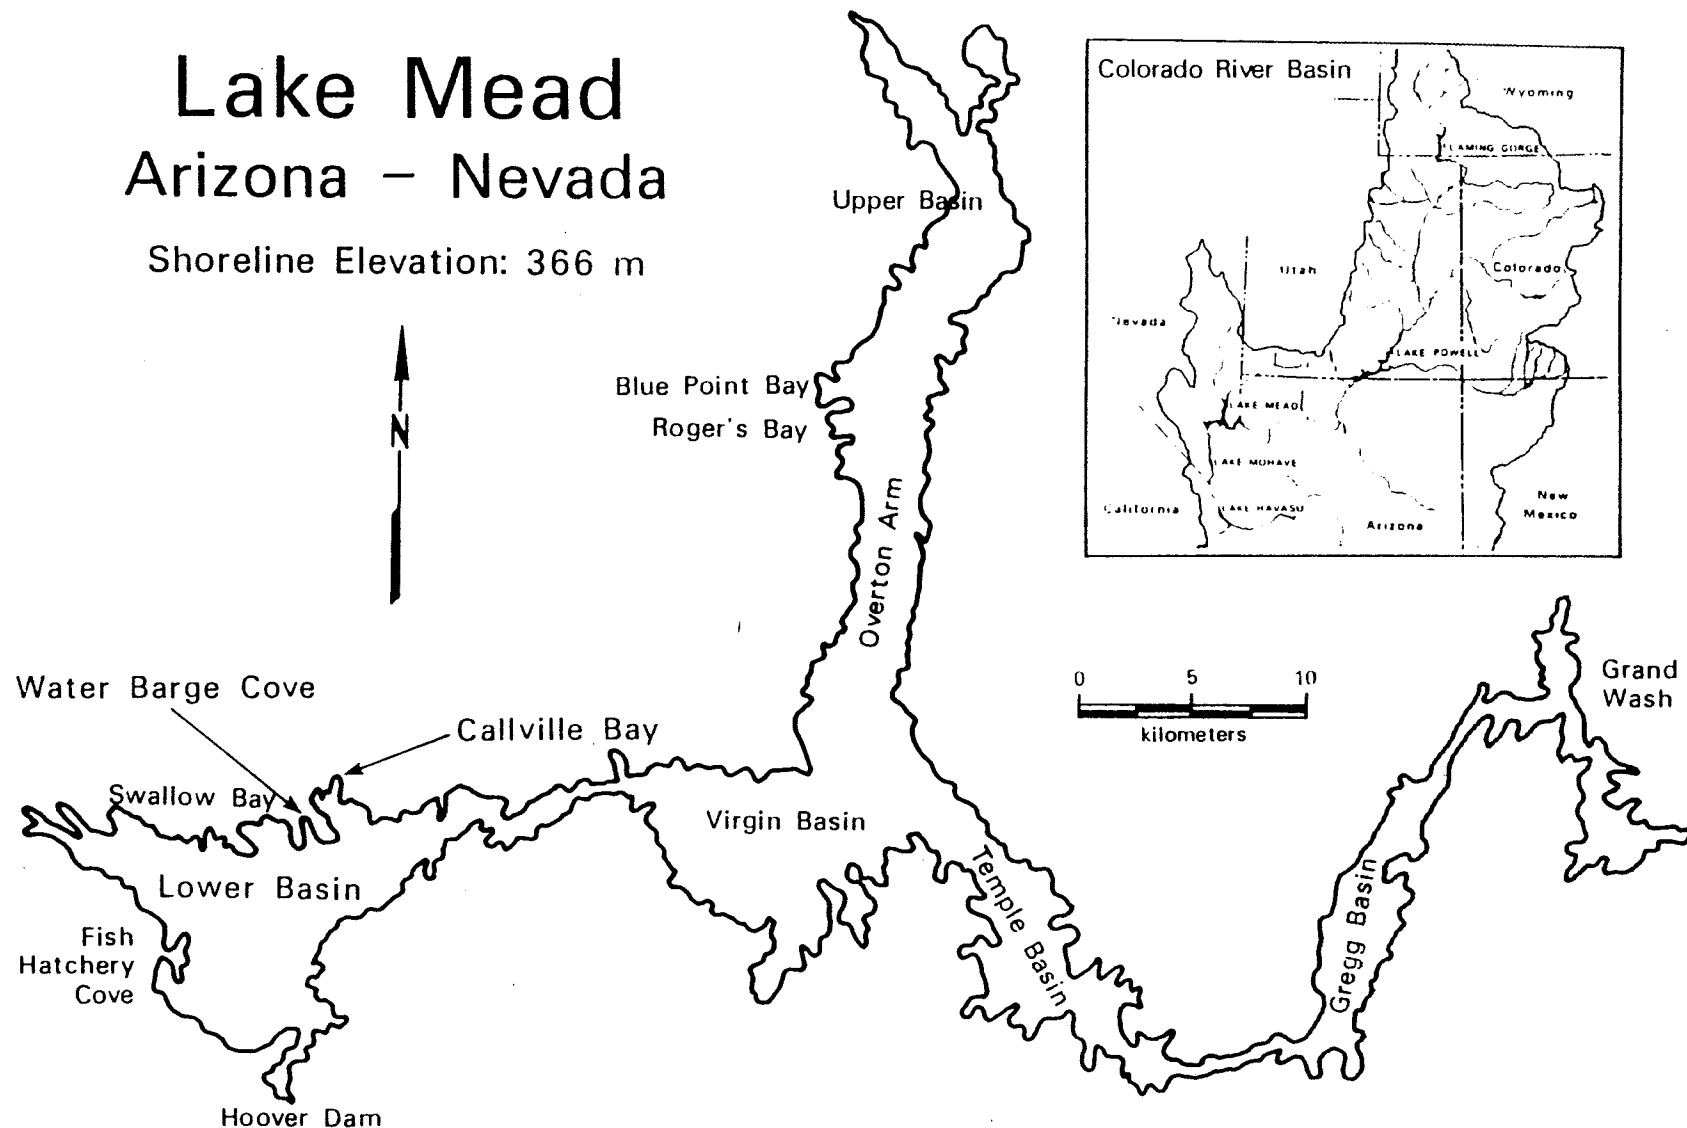 Lake Mead
Arizona – Nevada
Shoreline Elevation: 366 m
N
Colorado River Basin
Wyoming
FLAMING GORGE
Utah
Colorado
Nevada
LAKE POWELL
LAKE MEAD
LAKE MOHAVE
California
LAKE HAVASU
Arizona
New
Mexico
Upper Basin
Blue Point Bay
Roger's Bay
Overton Arm
0 5 10
kilometers
Grand
Wash
Water Barge Cove
Callville Bay
Swallow Bay
Virgin Basin
Lower Basin
Temple Basin
Gregg Basin
Fish
Hatchery
Cove
Hoover Dam